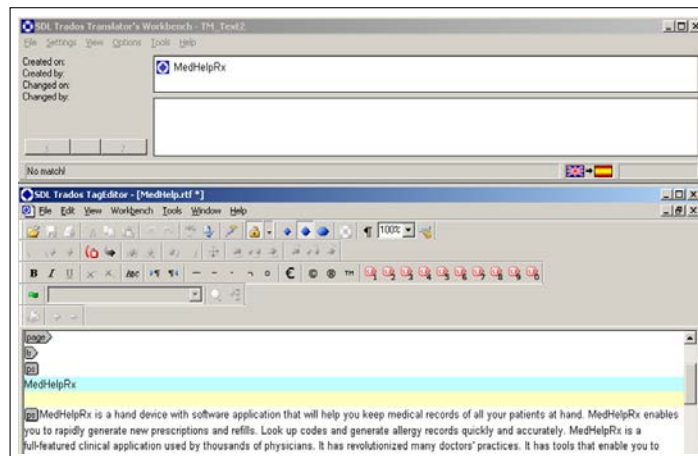 SDL Trados Translator's Workbench - TM_Text2
File Settings View Options Tools Help
Created on:
Created by:
Changed on:
Changed by:
MedHelpRx
No match!
SDL Trados TagEditor - [MedHelp.rtf *]
File Edit View Workbench Tools Window Help
100%
B I U abc € © ® ™
page
tr
ps
MedHelpRx
ps MedHelpRx is a hand device with software application that will help you keep medical records of all your patients at hand. MedHelpRx enables
you to rapidly generate new prescriptions and refills. Look up codes and generate allergy records quickly and accurately. MedHelpRx is a
full-featured clinical application used by thousands of physicians. It has revolutionized many doctors' practices. It has tools that enable you to